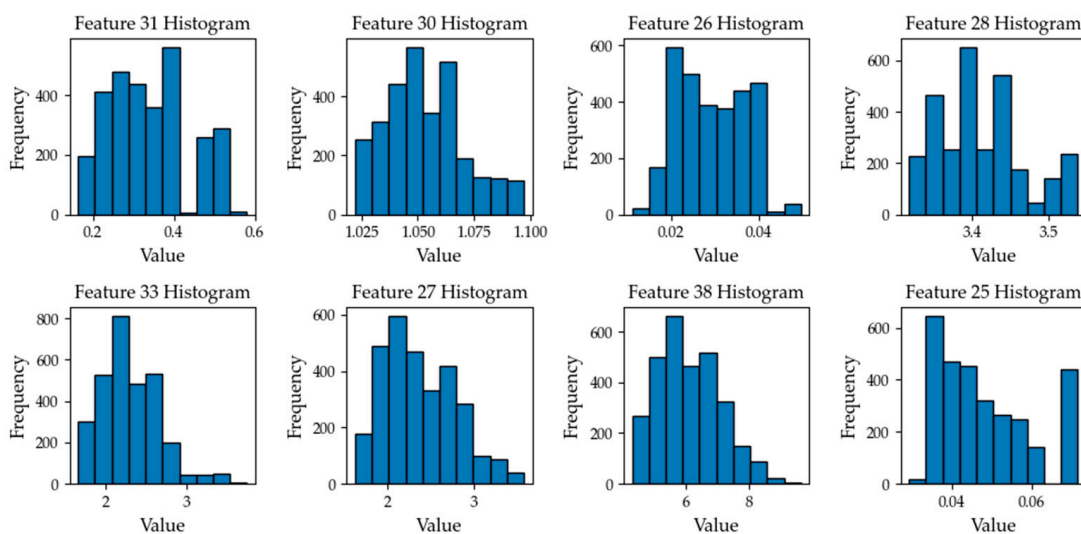 Feature 31 Histogram
Frequency
400
200
0
0.2 0.4 0.6
Value
Feature 30 Histogram
Frequency
400
200
0
1.025 1.050 1.075 1.100
Value
Feature 26 Histogram
Frequency
600
400
200
0
0.02 0.04
Value
Feature 28 Histogram
Frequency
600
400
200
0
3.4 3.5
Value
Feature 33 Histogram
Frequency
800
600
400
200
0
2 3
Value
Feature 27 Histogram
Frequency
600
400
200
0
2 3
Value
Feature 38 Histogram
Frequency
600
400
200
0
6 8
Value
Feature 25 Histogram
Frequency
600
400
200
0
0.04 0.06
Value